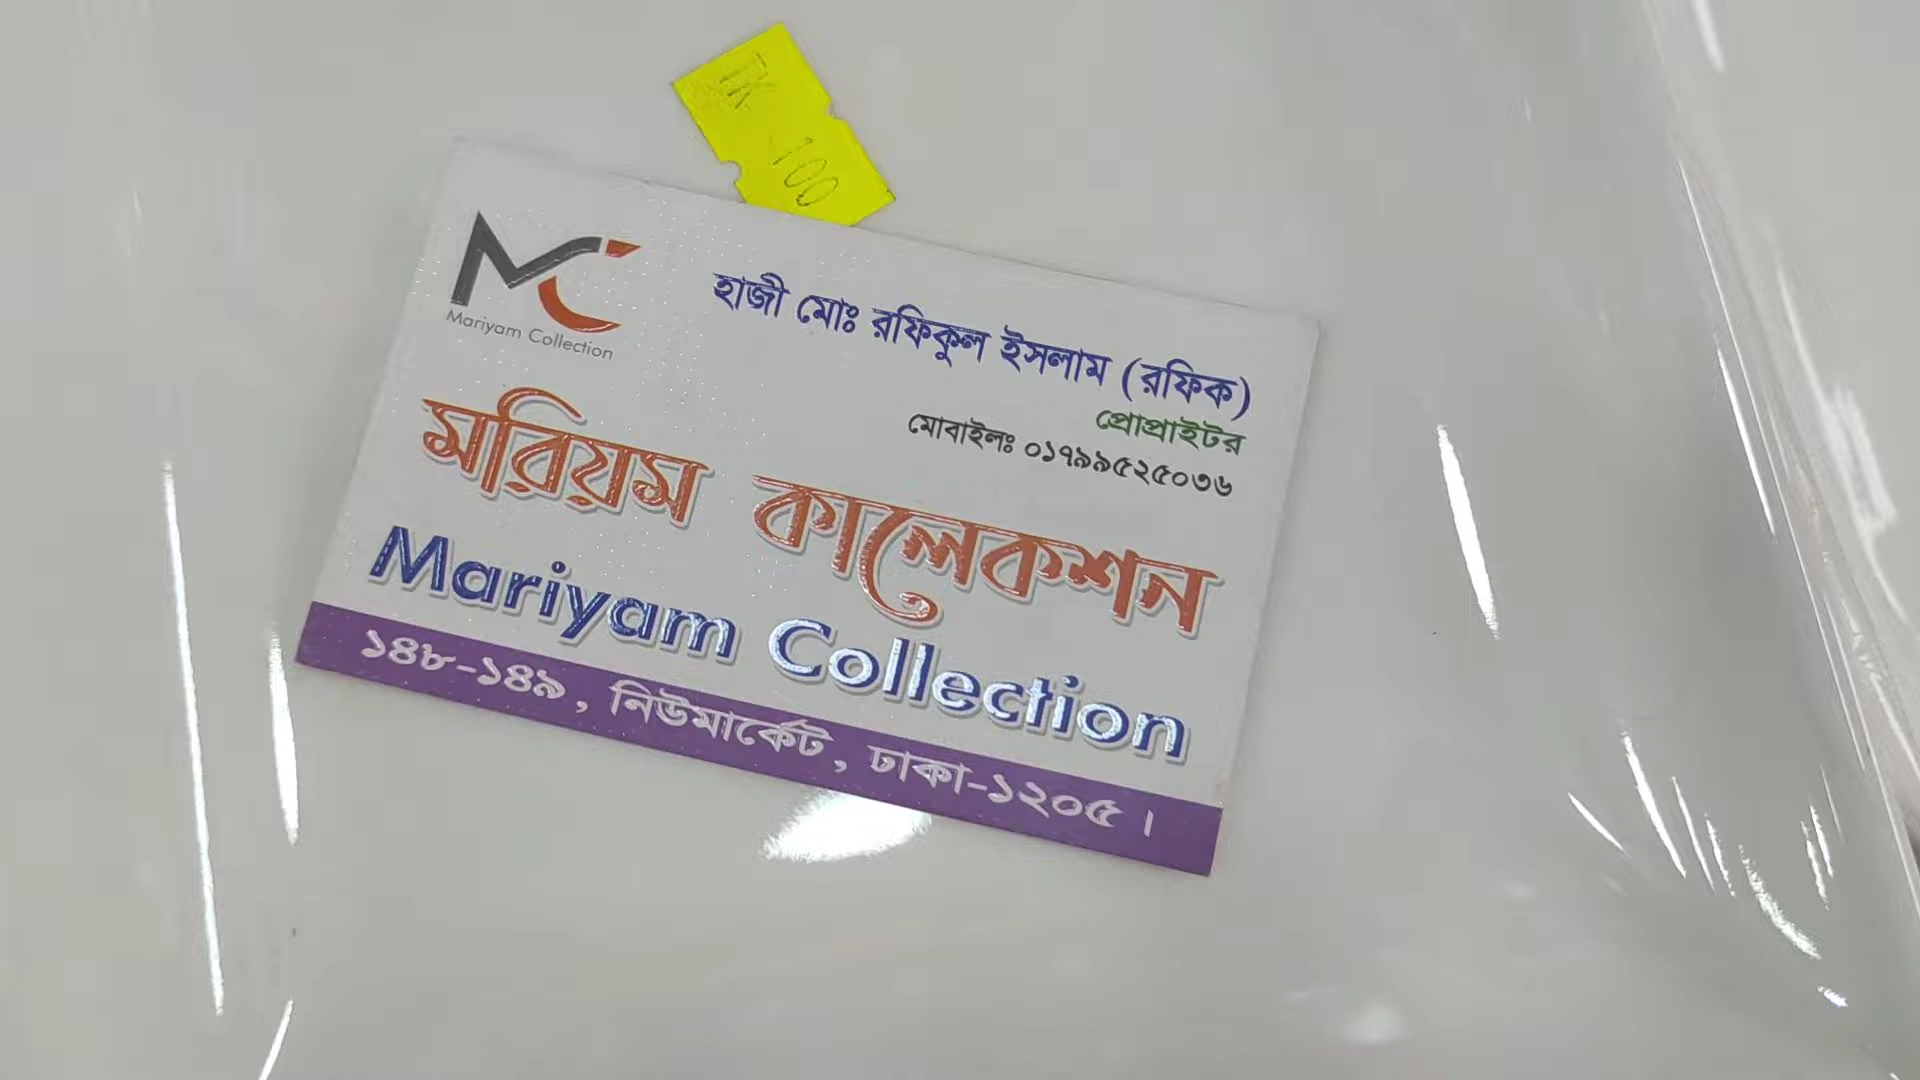 TK 100
MC
Mariyam Collection
হাজী মোঃ রফিকুল ইসলাম (রফিক)
প্রোপ্রাইটর
মোবাইলঃ ০১৭৯৯৫২৫০৩৬
মরিয়ম কালেকশন
Mariyam Collection
১৪৮-১৪৯, নিউমার্কেট, ঢাকা-১২০৫।